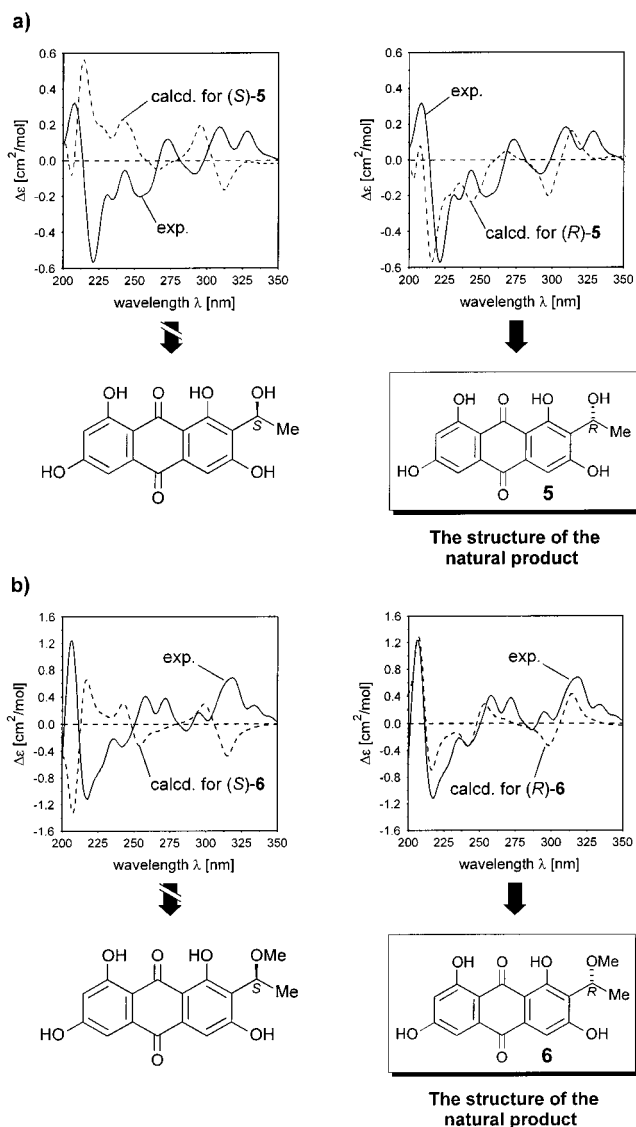 a)
0.6
0.4
0.2
0.0
-0.2
-0.4
-0.6
Δε [cm²/mol]
calcd. for (S)-5
exp.
200 225 250 275 300 325 350
wavelength λ [nm]
0.6
0.4
0.2
0.0
-0.2
-0.4
-0.6
Δε [cm²/mol]
exp.
calcd. for (R)-5
200 225 250 275 300 325 350
wavelength λ [nm]
OH O OH OH
S
Me
HO
OH
O
OH O OH OH
R
Me
HO
OH
O
5
The structure of the
natural product
b)
1.6
1.2
0.8
0.4
0.0
-0.4
-0.8
-1.2
-1.6
Δε [cm²/mol]
exp.
calcd. for (S)-6
200 225 250 275 300 325 350
wavelength λ [nm]
1.6
1.2
0.8
0.4
0.0
-0.4
-0.8
-1.2
-1.6
Δε [cm²/mol]
exp.
calcd. for (R)-6
200 225 250 275 300 325 350
wavelength λ [nm]
OH O OH OMe
S
Me
HO
OH
O
OH O OH OMe
R
Me
HO
OH
O
6
The structure of the
natural product